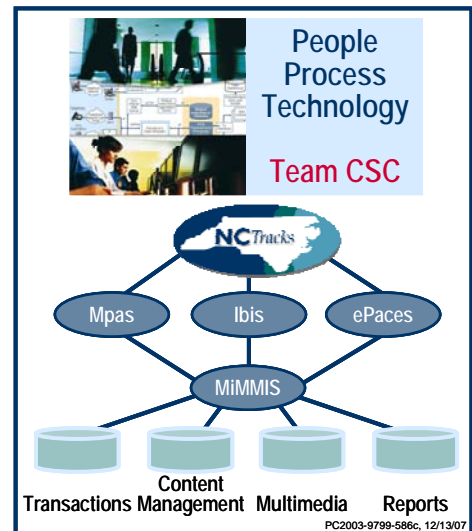 People
Process
Technology
Team CSC
NCTracks
Mpas Ibis ePaces
MiMMIS
Transactions Content Management Multimedia Reports
PC2003-9799-586c, 12/13/07